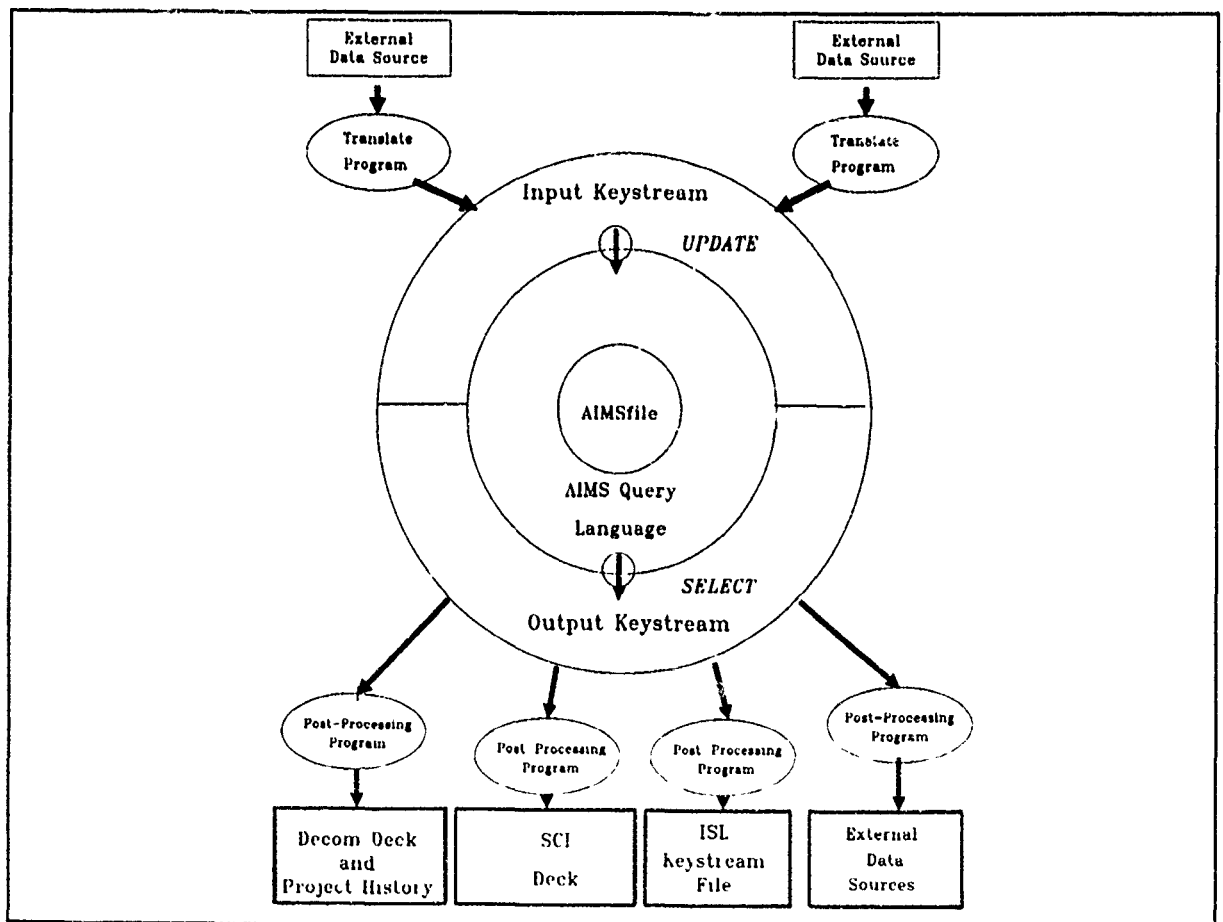 External
Data Source
External
Data Source
Translate
Program
Translate
Program
Input Keystream
UPDATE
AIMSfile
AIMS Query
Language
SELECT
Output Keystream
Post-Processing
Program
Post Processing
Program
Post Processing
Program
Post-Processing
Program
Decom Deck
and
Project History
SCI
Deck
ISL
Keystream
File
External
Data
Sources